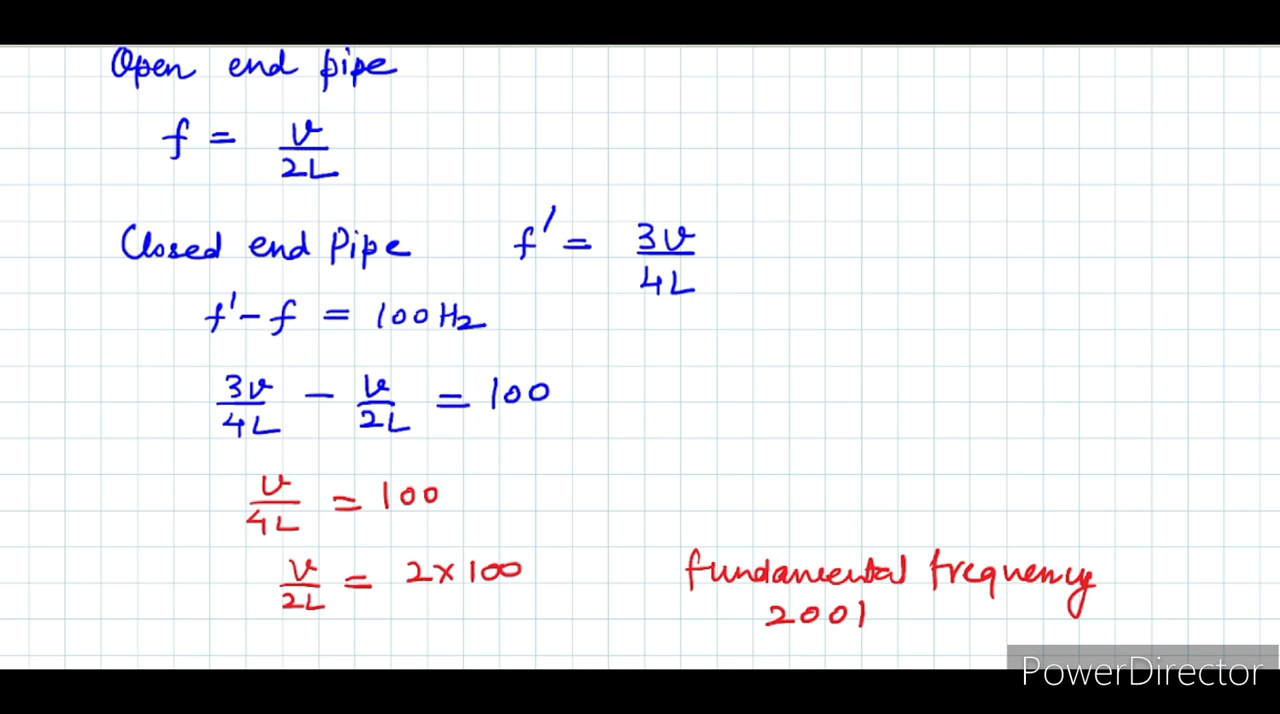 Open end pipe
f = v/2L
Closed end Pipe f' = 3v/4L
f' - f = 100 Hz
3v/4L - v/2L = 100
v/4L = 100
v/2L = 2 × 100
fundamental frequency
2001
PowerDirector